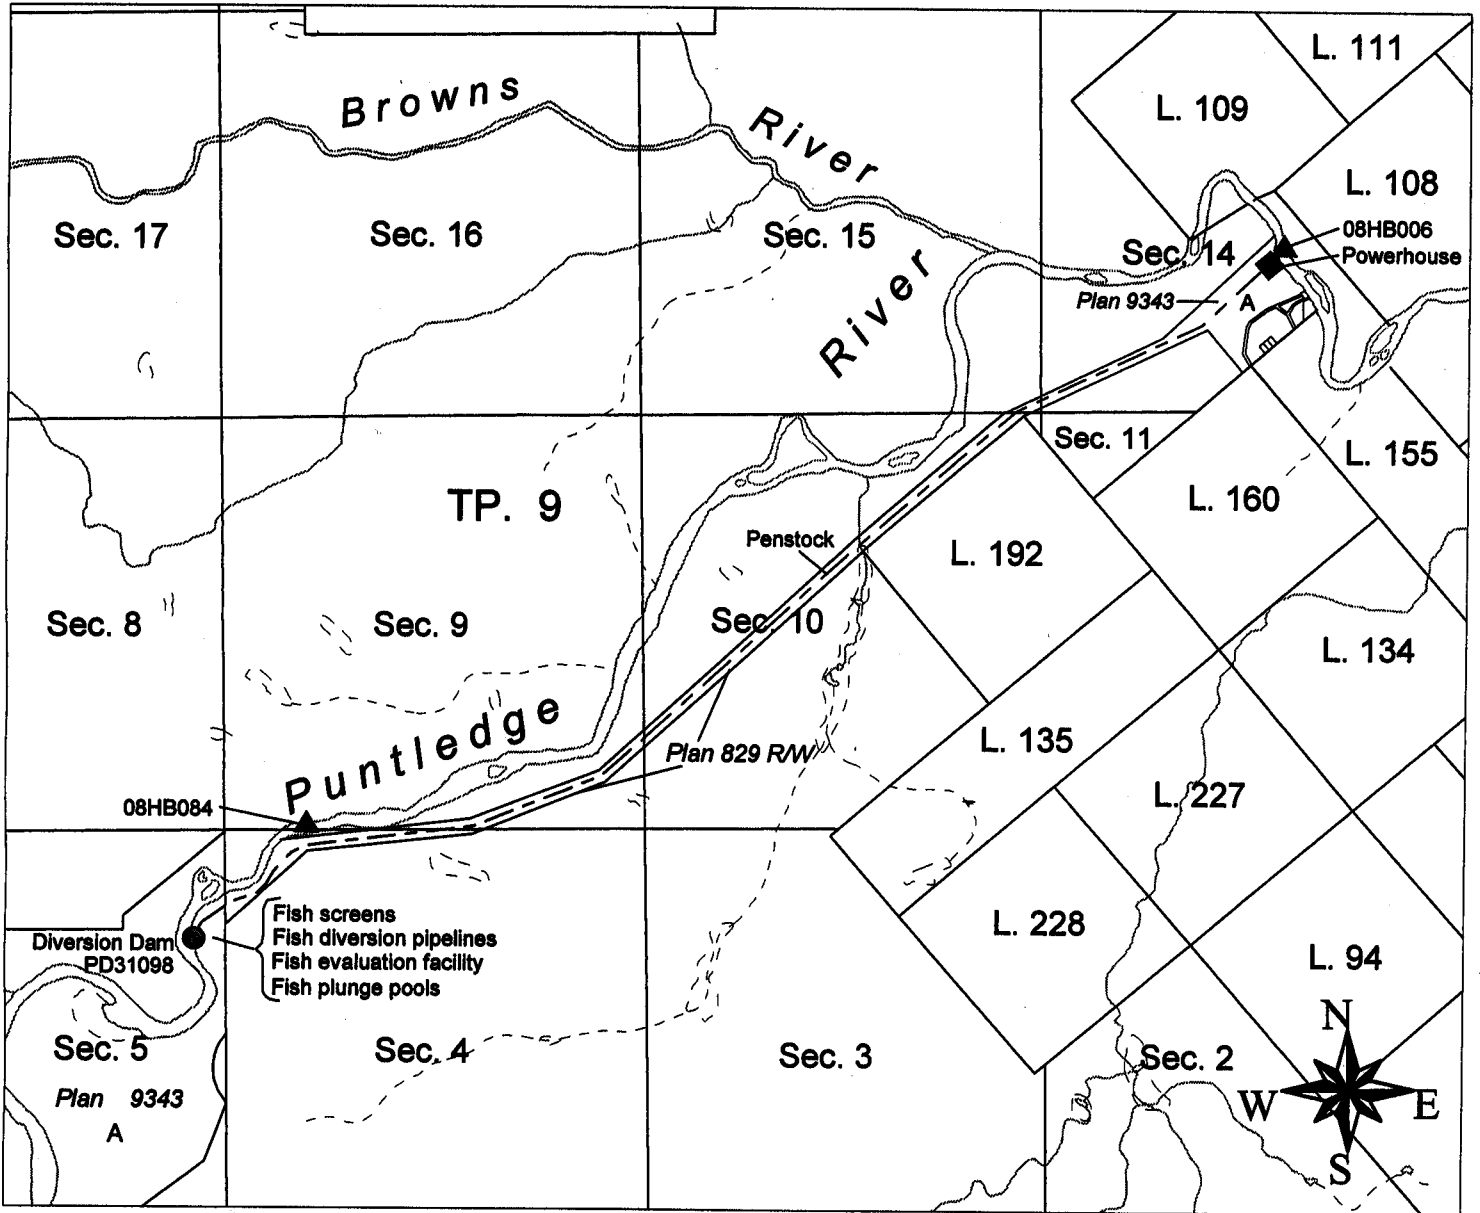 L. 111
Browns
River
L. 109
L. 108
Sec. 17
Sec. 16
Sec. 15
Sec. 14
08HB006
Powerhouse
River
Plan 9343
A
Sec. 11
L. 155
TP. 9
L. 160
Penstock
L. 192
Sec. 8
Sec. 9
Sec. 10
L. 134
Puntledge
Plan 829 R/W
L. 135
L. 227
08HB084
Fish screens
Fish diversion pipelines
Fish evaluation facility
Fish plunge pools
Diversion Dam
PD31098
L. 228
L. 94
Sec. 5
Sec. 4
Sec. 3
Sec. 2
Plan 9343
A
N
W
E
S